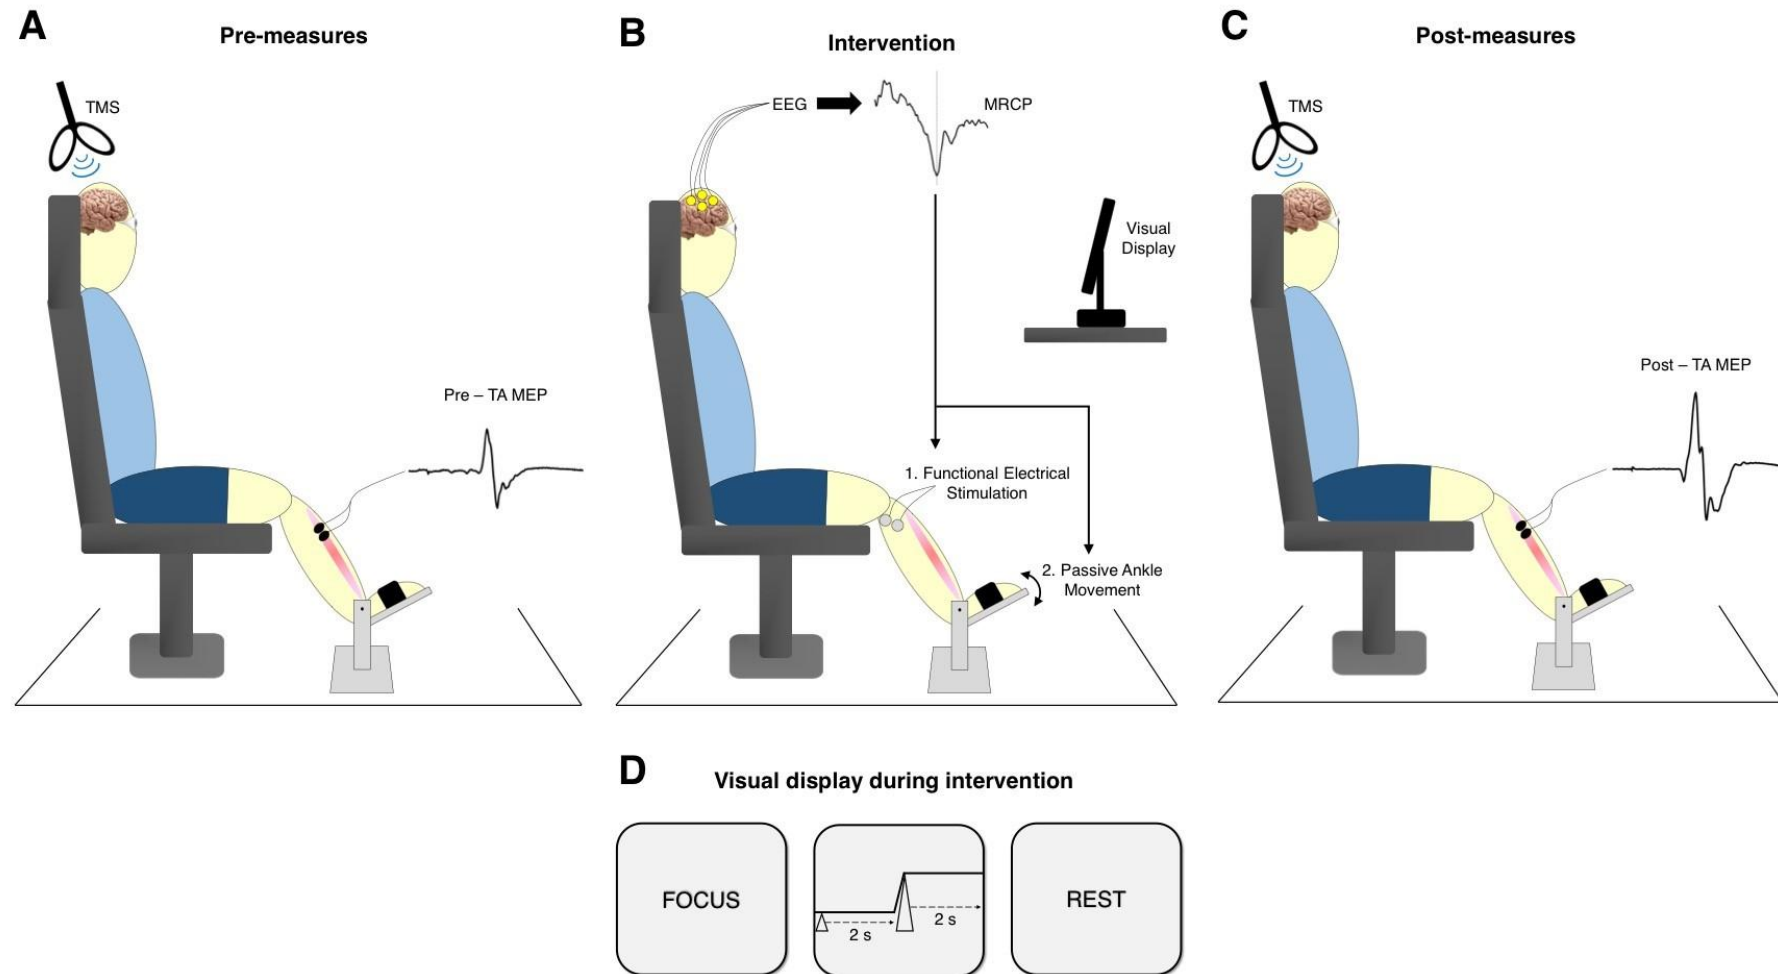 A
Pre-measures
TMS
Pre – TA MEP
B
Intervention
EEG
MRCP
Visual
Display
1. Functional Electrical
Stimulation
2. Passive Ankle
Movement
C
Post-measures
TMS
Post – TA MEP
D
Visual display during intervention
FOCUS
2 s
2 s
REST